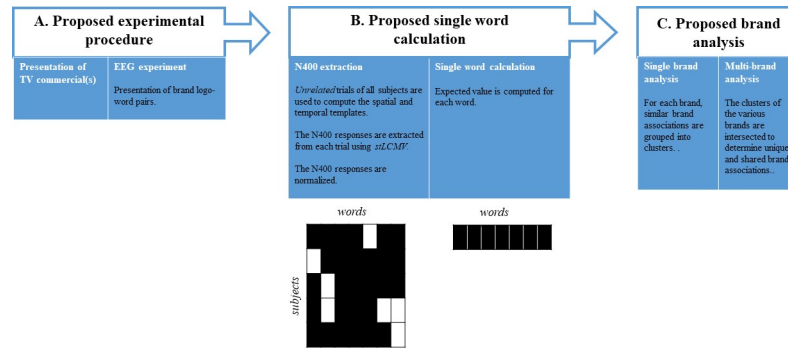 A. Proposed experimental
procedure
Presentation of
TV commercial(s)
EEG experiment
Presentation of brand logo-
word pairs.
B. Proposed single word
calculation
N400 extraction
Unrelated trials of all subjects are
used to compute the spatial and
temporal templates.
The N400 responses are extracted
from each trial using stLCMV.
The N400 responses are
normalized.
Single word calculation
Expected value is computed for
each word.
C. Proposed brand
analysis
Single brand
analysis
For each brand,
similar brand
associations are
grouped into
clusters. .
Multi-brand
analysis
The clusters of
the various
brands are
intersected to
determine unique
and shared brand
associations..
words
subjects
words